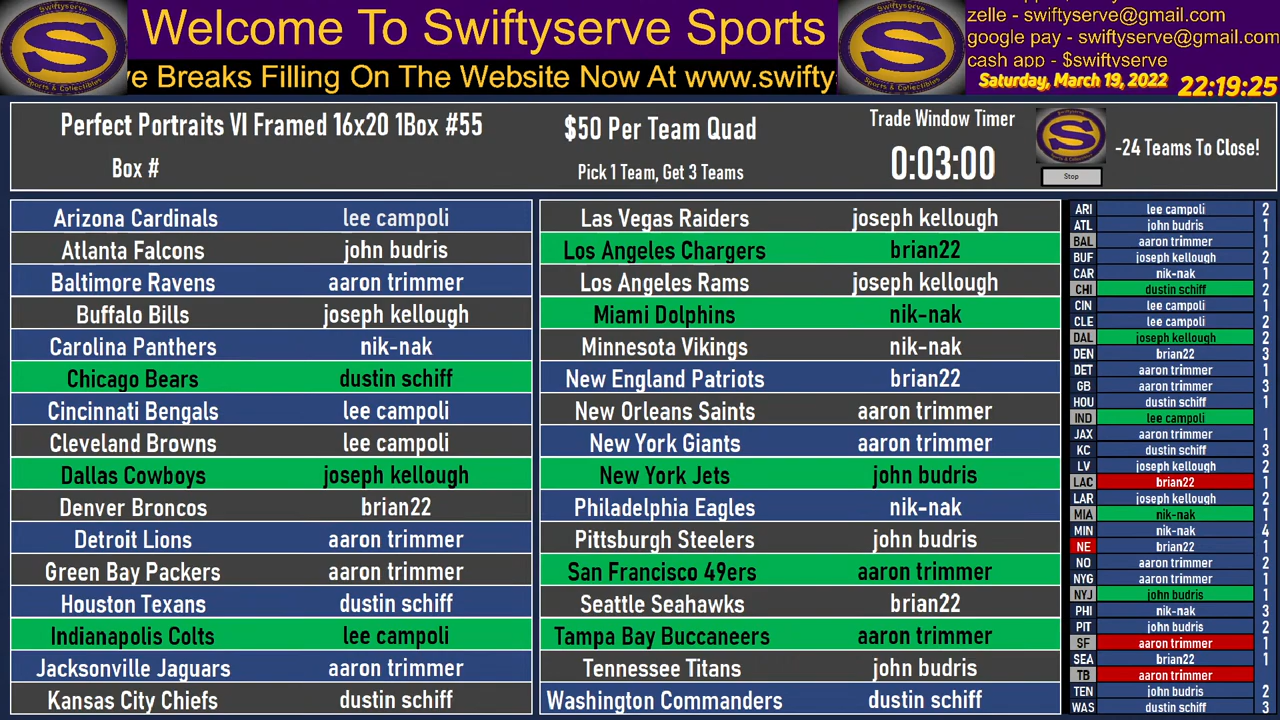 Welcome To Swiftyserve Sports
ve Breaks Filling On The Website Now At www.swifty
zelle - swiftyserve@gmail.com
google pay - swiftyserve@gmail.com
cash app - $swiftyserve
Saturday, March 19, 2022 22:19:25
S
Sports & Collectibles
S
Sports & Collectibles
Perfect Portraits VI Framed 16x20 1Box #55
Box #
$50 Per Team Quad
Pick 1 Team, Get 3 Teams
Trade Window Timer
0:03:00
Stop
-24 Teams To Close!
Arizona Cardinals lee campoli
Atlanta Falcons john budris
Baltimore Ravens aaron trimmer
Buffalo Bills joseph kellough
Carolina Panthers nik-nak
Chicago Bears dustin schiff
Cincinnati Bengals lee campoli
Cleveland Browns lee campoli
Dallas Cowboys joseph kellough
Denver Broncos brian22
Detroit Lions aaron trimmer
Green Bay Packers aaron trimmer
Houston Texans dustin schiff
Indianapolis Colts lee campoli
Jacksonville Jaguars aaron trimmer
Kansas City Chiefs dustin schiff
Las Vegas Raiders joseph kellough
Los Angeles Chargers brian22
Los Angeles Rams joseph kellough
Miami Dolphins nik-nak
Minnesota Vikings nik-nak
New England Patriots brian22
New Orleans Saints aaron trimmer
New York Giants aaron trimmer
New York Jets john budris
Philadelphia Eagles nik-nak
Pittsburgh Steelers john budris
San Francisco 49ers aaron trimmer
Seattle Seahawks brian22
Tampa Bay Buccaneers aaron trimmer
Tennessee Titans john budris
Washington Commanders dustin schiff
ARI lee campoli 2
ATL john budris 1
BAL aaron trimmer 1
BUF joseph kellough 2
CAR nik-nak 1
CHI dustin schiff 2
CIN lee campoli 1
CLE lee campoli 2
DAL joseph kellough 2
DEN brian22 3
DET aaron trimmer 1
GB aaron trimmer 3
HOU dustin schiff 1
IND lee campoli
JAX aaron trimmer 1
KC dustin schiff 3
LV joseph kellough 2
LAC brian22 1
LAR joseph kellough 2
MIA nik-nak 1
MIN nik-nak 4
NE brian22 1
NO aaron trimmer 2
NYG aaron trimmer 1
NYJ john budris 1
PHI nik-nak 3
PIT john budris 2
SF aaron trimmer 1
SEA brian22 1
TB aaron trimmer
TEN john budris 2
WAS dustin schiff 3